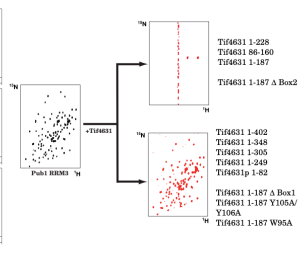 15N
Tif4631 1-228
Tif4631 86-160
Tif4631 1-187
Tif4631 1-187 Δ Box2
1H
15N
+Tif4631
Pub1 RRM3
1H
15N
Tif4631 1-402
Tif4631 1-348
Tif4631 1-305
Tif4631 1-249
Tif4631p 1-82
Tif4631 1-187 Δ Box1
Tif4631 1-187 Y105A/
Y106A
Tif4631 1-187 W95A
1H